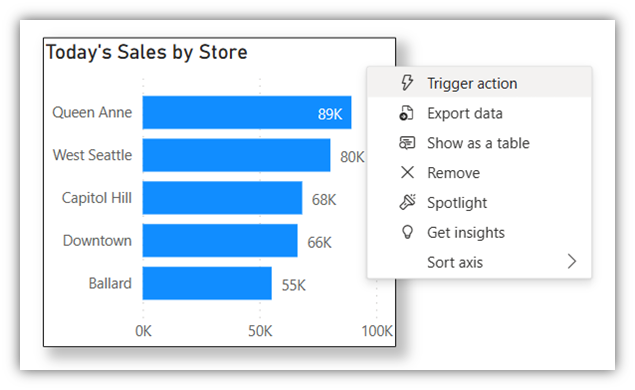 Today's Sales by Store
Queen Anne 89K
West Seattle 80K
Capitol Hill 68K
Downtown 66K
Ballard 55K
0K 50K 100K
Trigger action
Export data
Show as a table
Remove
Spotlight
Get insights
Sort axis